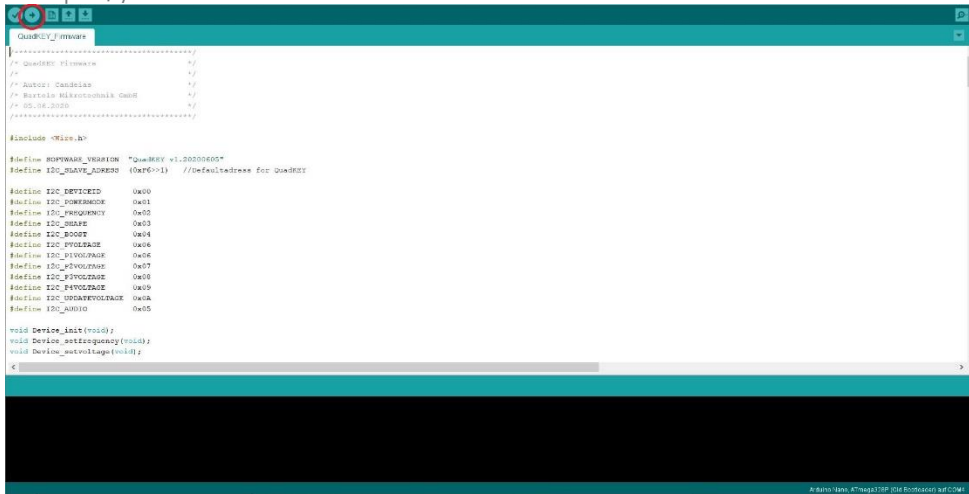 QuadKEY_Firmware
/**************************************/
/* QuadKEY Firmware */
/* */
/* Autor: Candeias */
/* Bartels Mikrotechnik GmbH */
/* 05.06.2020 */
/**************************************/
#include <Wire.h>
#define SOFTWARE_VERSION "QuadKEY v1.20200605"
#define I2C_SLAVE_ADRESS (0xF6>>1) //Defaultadress for QuadKEY
#define I2C_DEVICEID 0x00
#define I2C_POWERMODE 0x01
#define I2C_FREQUENCY 0x02
#define I2C_SHAPE 0x03
#define I2C_BOOST 0x04
#define I2C_PVOLTAGE 0x06
#define I2C_P1VOLTAGE 0x06
#define I2C_P2VOLTAGE 0x07
#define I2C_P3VOLTAGE 0x08
#define I2C_P4VOLTAGE 0x09
#define I2C_UPDATEVOLTAGE 0x0A
#define I2C_AUDIO 0x05
void Device_init(void);
void Device_setfrequency(void);
void Device_setvoltage(void);
Arduino Nano, ATmega328P (Old Bootloader) auf COM4